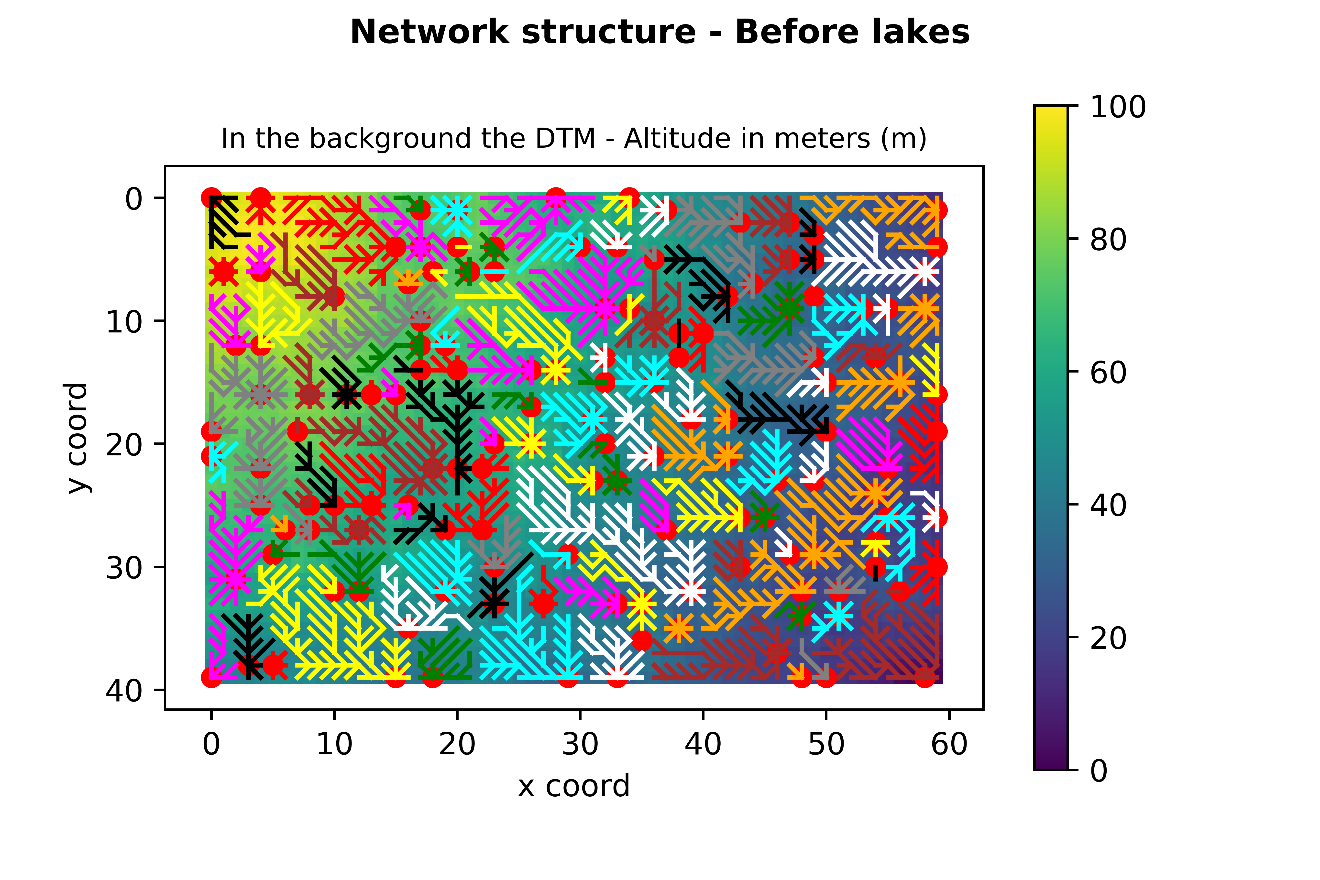 Network structure - Before lakes
In the background the DTM - Altitude in meters (m)
100
80
60
40
20
0
0
10
20
30
40
y coord
0 10 20 30 40 50 60
x coord